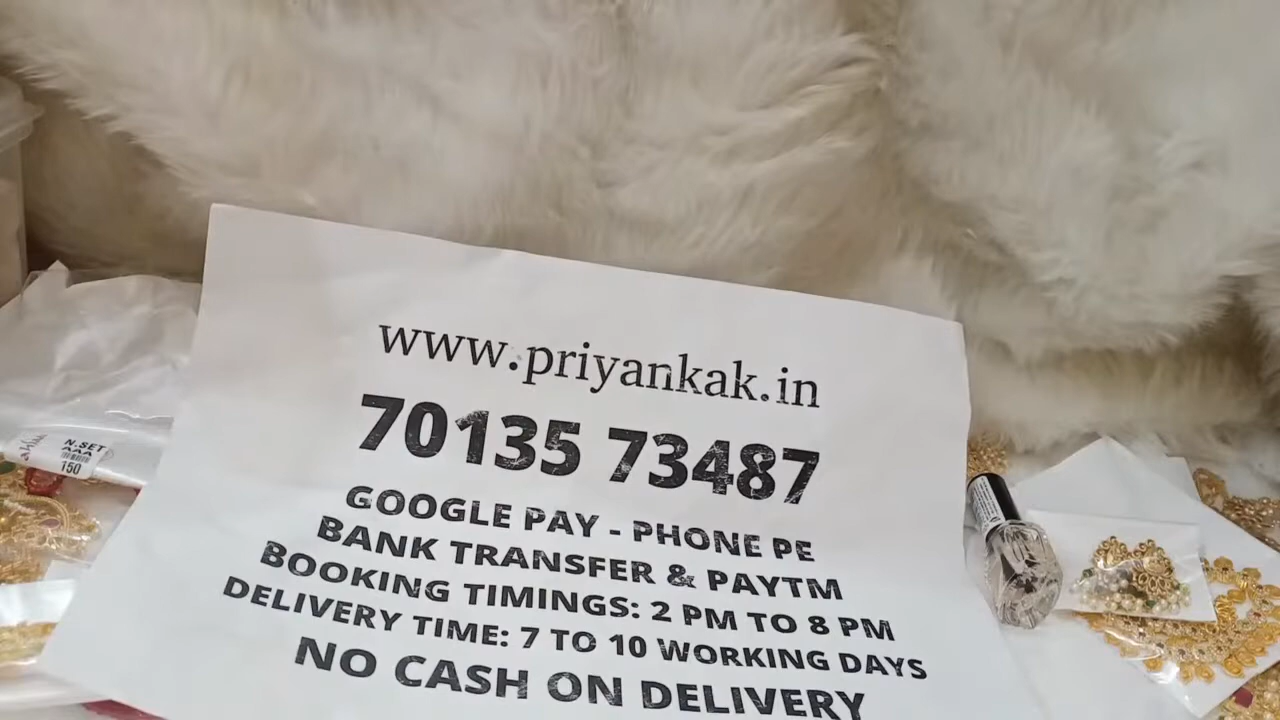 www.priyankak.in
70135 73487
GOOGLE PAY - PHONE PE
BANK TRANSFER & PAYTM
BOOKING TIMINGS: 2 PM TO 8 PM
DELIVERY TIME: 7 TO 10 WORKING DAYS
NO CASH ON DELIVERY
N.SET
AAA
150